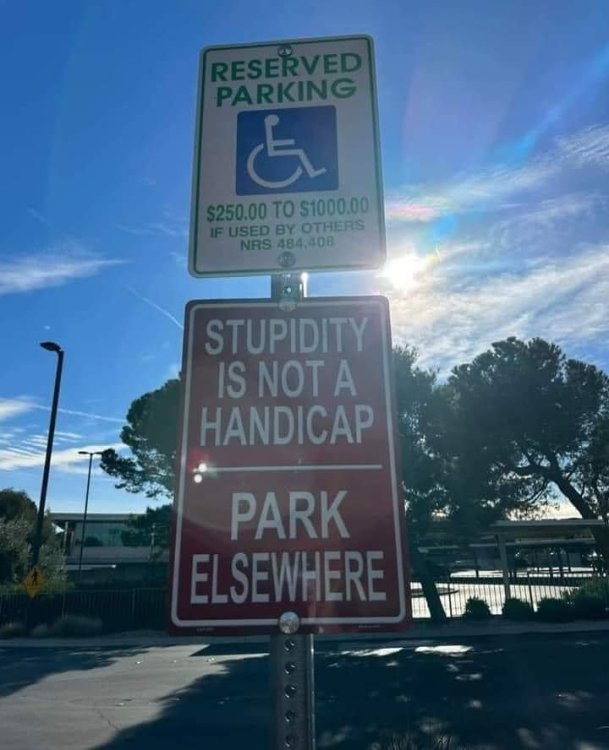 RESERVED
PARKING
$250.00 TO $1000.00
IF USED BY OTHERS
NRS 484.408
STUPIDITY
IS NOT A
HANDICAP
PARK
ELSEWHERE